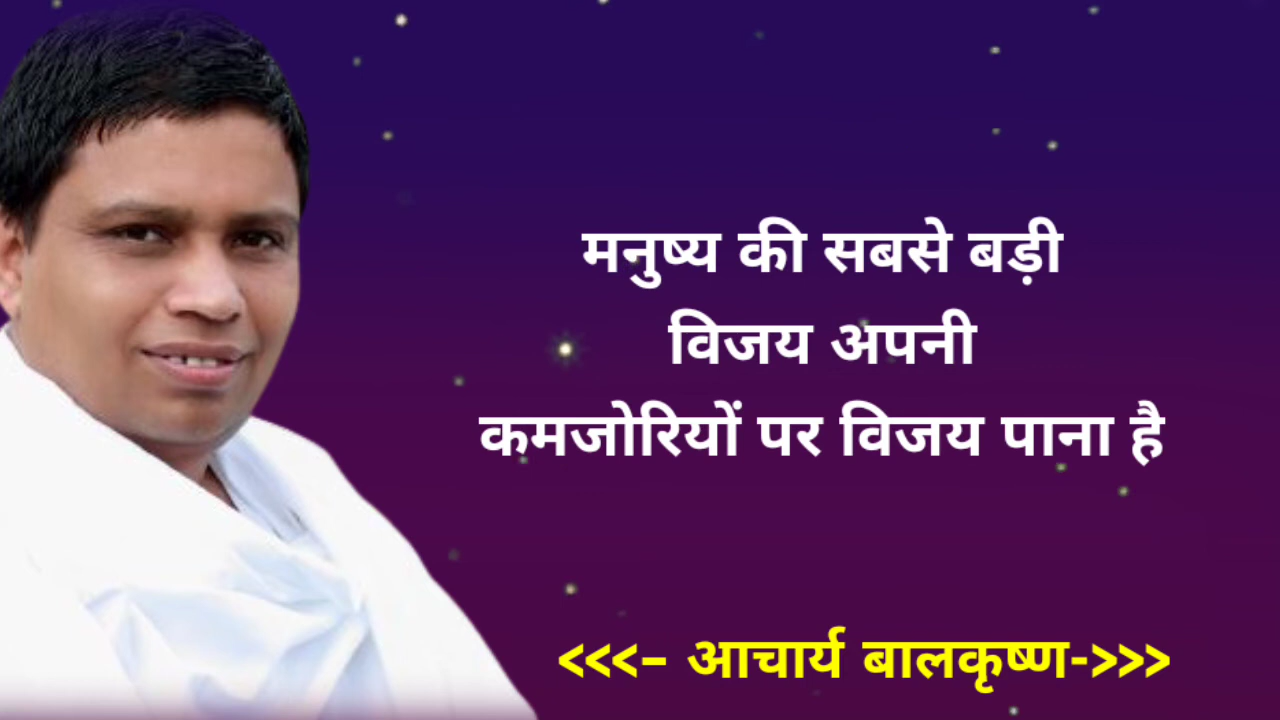 मनुष्य की सबसे बड़ी
विजय अपनी
कमजोरियों पर विजय पाना है
<<<– आचार्य बालकृष्ण->>>